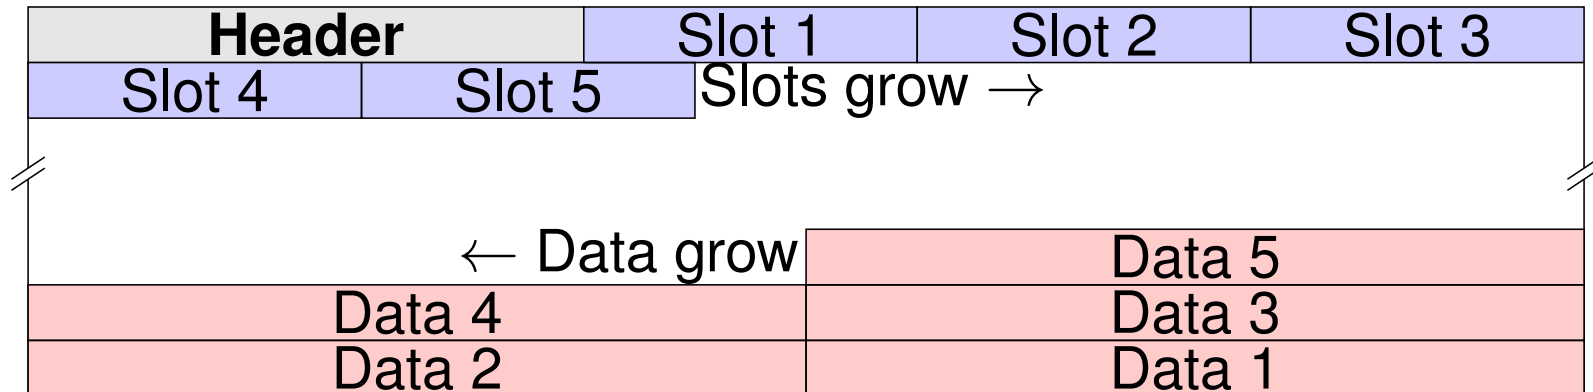 Header Slot 1 Slot 2 Slot 3
Slot 4 Slot 5 Slots grow →
← Data grow Data 5
Data 4 Data 3
Data 2 Data 1